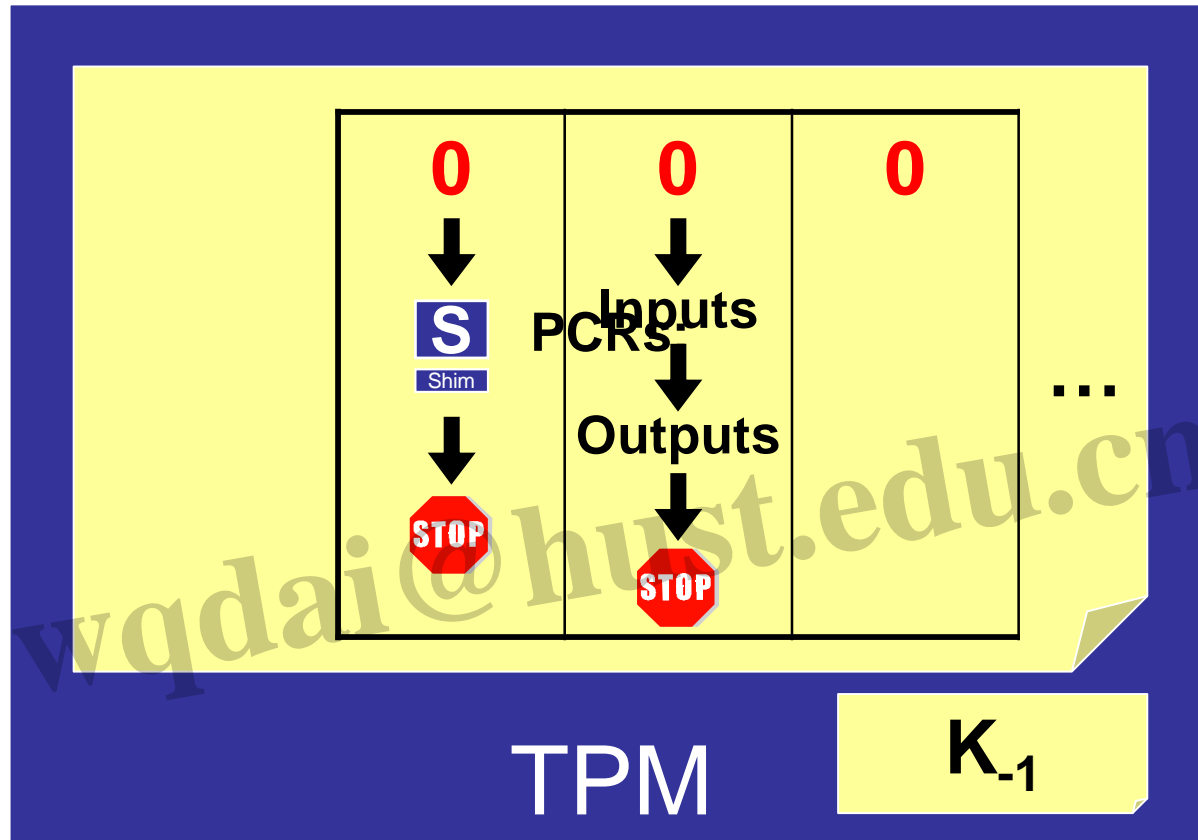 0 0 0
S
Shim
PCRs:
Inputs
Outputs
...
STOP
STOP
wqdai@hust.edu.cn
TPM
K-1